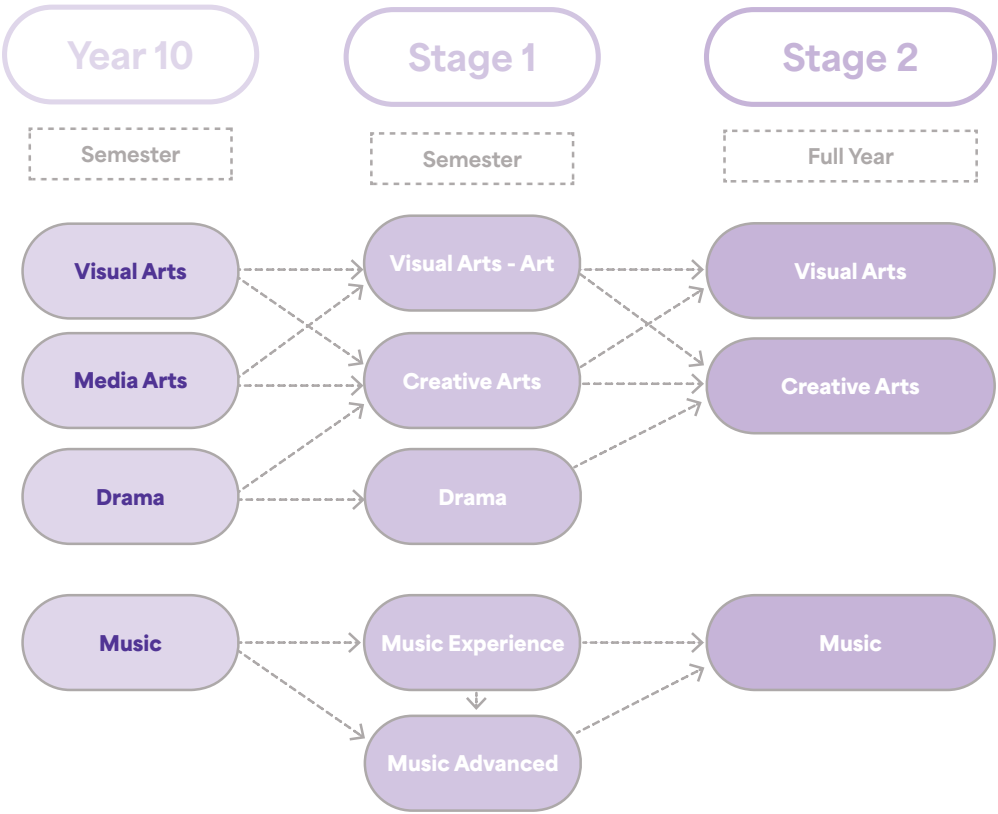 Year 10
Stage 1
Stage 2
Semester
Semester
Full Year
Visual Arts
Visual Arts - Art
Visual Arts
Media Arts
Creative Arts
Creative Arts
Drama
Drama
Music
Music Experience
Music
Music Advanced